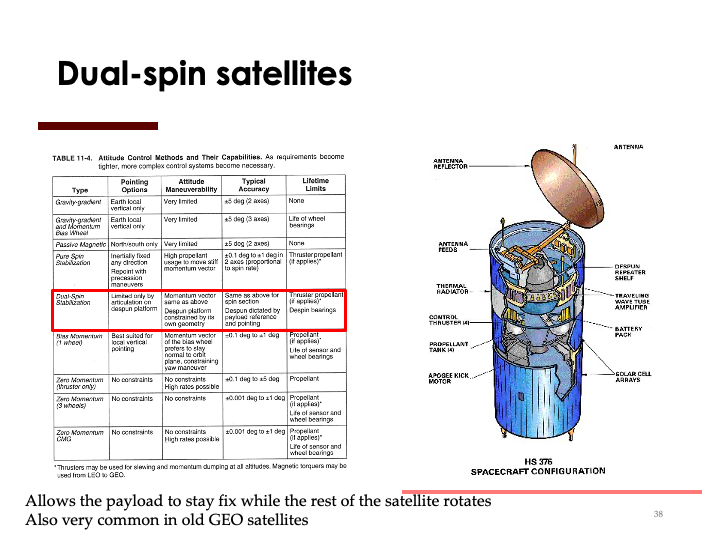 Dual-spin satellites
TABLE 11-4. Attitude Control Methods and Their Capabilities. As requirements become
tighter, more complex control systems become necessary.
Type
Pointing
Options
Attitude
Maneuverability
Typical
Accuracy
Lifetime
Limits
Gravity-gradient
Earth local
vertical only
Very limited
±5 deg (2 axes)
None
Gravity-gradient
and Momentum
Bias Wheel
Earth local
vertical only
Very limited
±5 deg (3 axes)
Life of wheel
bearings
Passive Magnetic
North/south only
Very limited
±5 deg (2 axes)
None
Pure Spin
Stabilization
Inertially fixed
any direction
Repoint with
precession
maneuvers
High propellant
usage to move stiff
momentum vector
±0.1 deg to ±1 deg in
2 axes (proportional
to spin rate)
Thruster propellant
(if applies)*
Dual-Spin
Stabilization
Limited only by
articulation on
despun platform
Momentum vector
same as above
Despun platform
constrained by its
own geometry
Same as above for
spin section
Despun dictated by
payload reference
and pointing
Thruster propellant
(if applies)*
Despin bearings
Bias Momentum
(1 wheel)
Best suited for
local vertical
pointing
Momentum vector
of the bias wheel
prefers to stay
normal to orbit
plane, constraining
yaw maneuver
±0.1 deg to ±1 deg
Propellant
(if applies)*
Life of sensor and
wheel bearings
Zero Momentum
(thruster only)
No constraints
No constraints
High rates possible
±0.1 deg to ±5 deg
Propellant
Zero Momentum
(3 wheels)
No constraints
No constraints
±0.001 deg to ±1 deg
Propellant
(if applies)*
Life of sensor and
wheel bearings
Zero Momentum
CMG
No constraints
No constraints
High rates possible
±0.001 deg to ±1 deg
Propellant
(if applies)*
Life of sensor and
wheel bearings
*Thrusters may be used for slewing and momentum dumping at all altitudes. Magnetic torquers may be
used from LEO to GEO.
ANTENNA
ANTENNA
REFLECTOR
ANTENNA
FEEDS
THERMAL
RADIATOR
CONTROL
THRUSTER (4)
PROPELLANT
TANK (4)
APOGEE KICK
MOTOR
DESPUN
REPEATER
SHELF
TRAVELING
WAVE TUBE
AMPLIFIER
BATTERY
PACK
SOLAR CELL
ARRAYS
HS 376
SPACECRAFT CONFIGURATION
Allows the payload to stay fix while the rest of the satellite rotates
Also very common in old GEO satellites
38